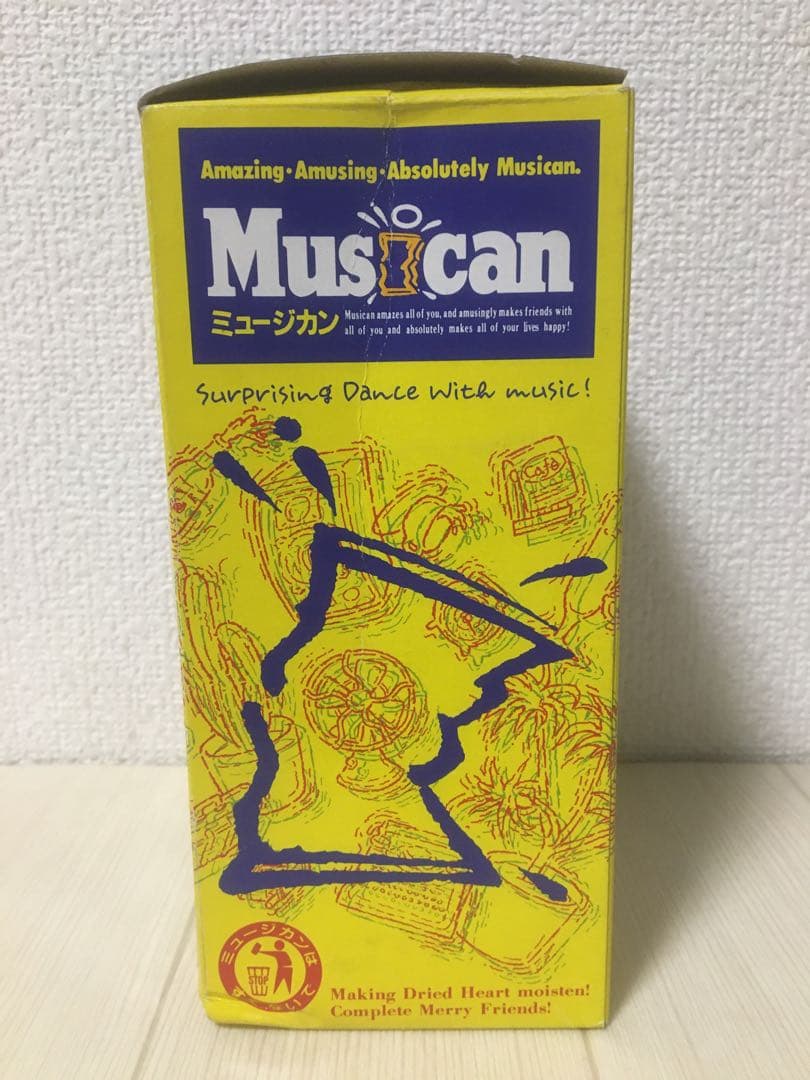 Amazing・Amusing・Absolutely Musican.
Musican
ミュージカン
Musican amazes all of you, and amusingly makes friends with
all of you and absolutely makes all of your lives happy!
Surprising Dance With music!
Café
ミュージカンは
STOP
Making Dried Heart moisten!
Complete Merry Friends!